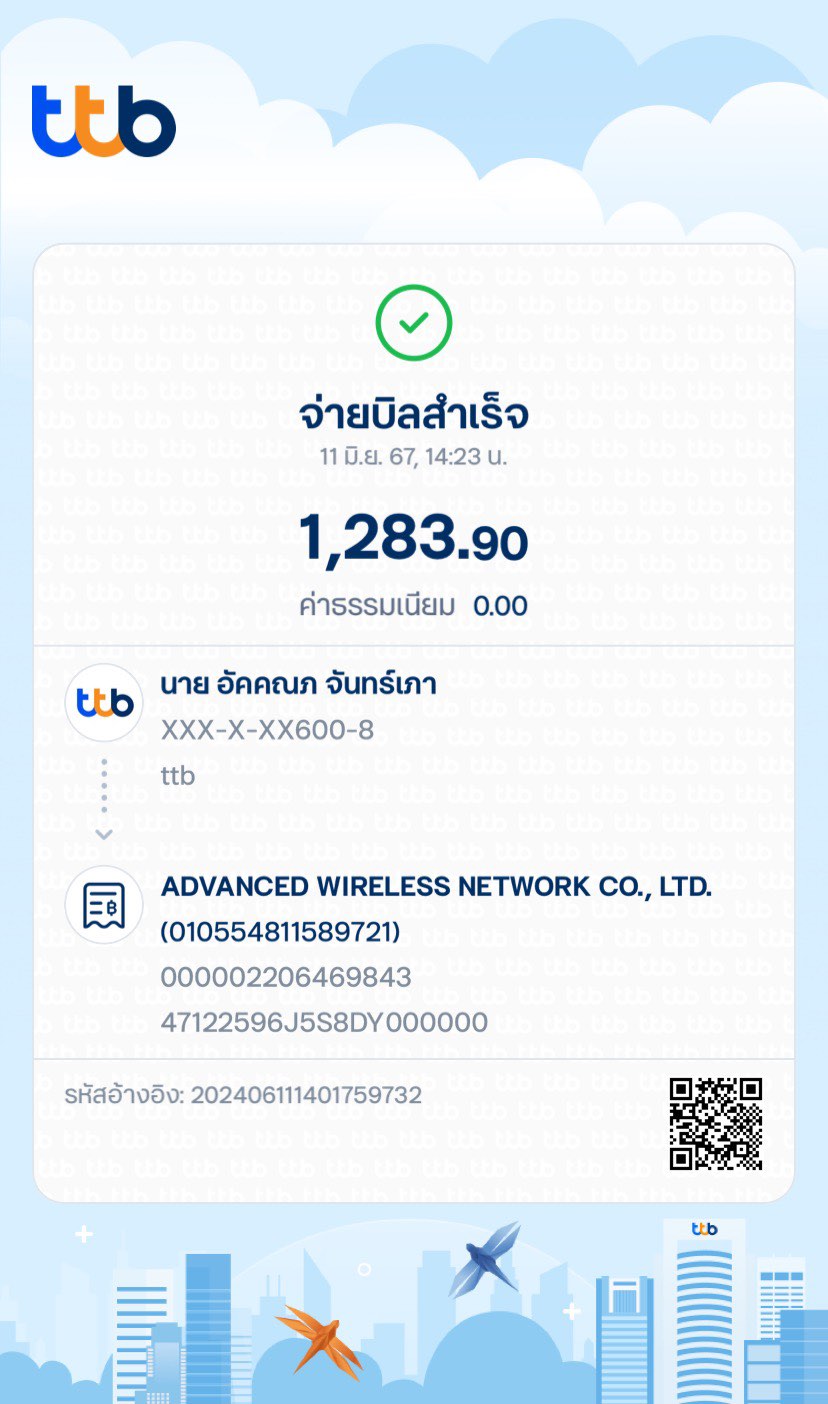 ttb
จ่ายบิลสำเร็จ
11 มิ.ย. 67, 14:23 น.
1,283.90
ค่าธรรมเนียม 0.00
ttb
นาย อัคคณภ จันทร์เภา
XXX-X-XX600-8
ttb
ADVANCED WIRELESS NETWORK CO., LTD.
(010554811589721)
000002206469843
47122596J5S8DY000000
รหัสอ้างอิง: 202406111401759732
ttb